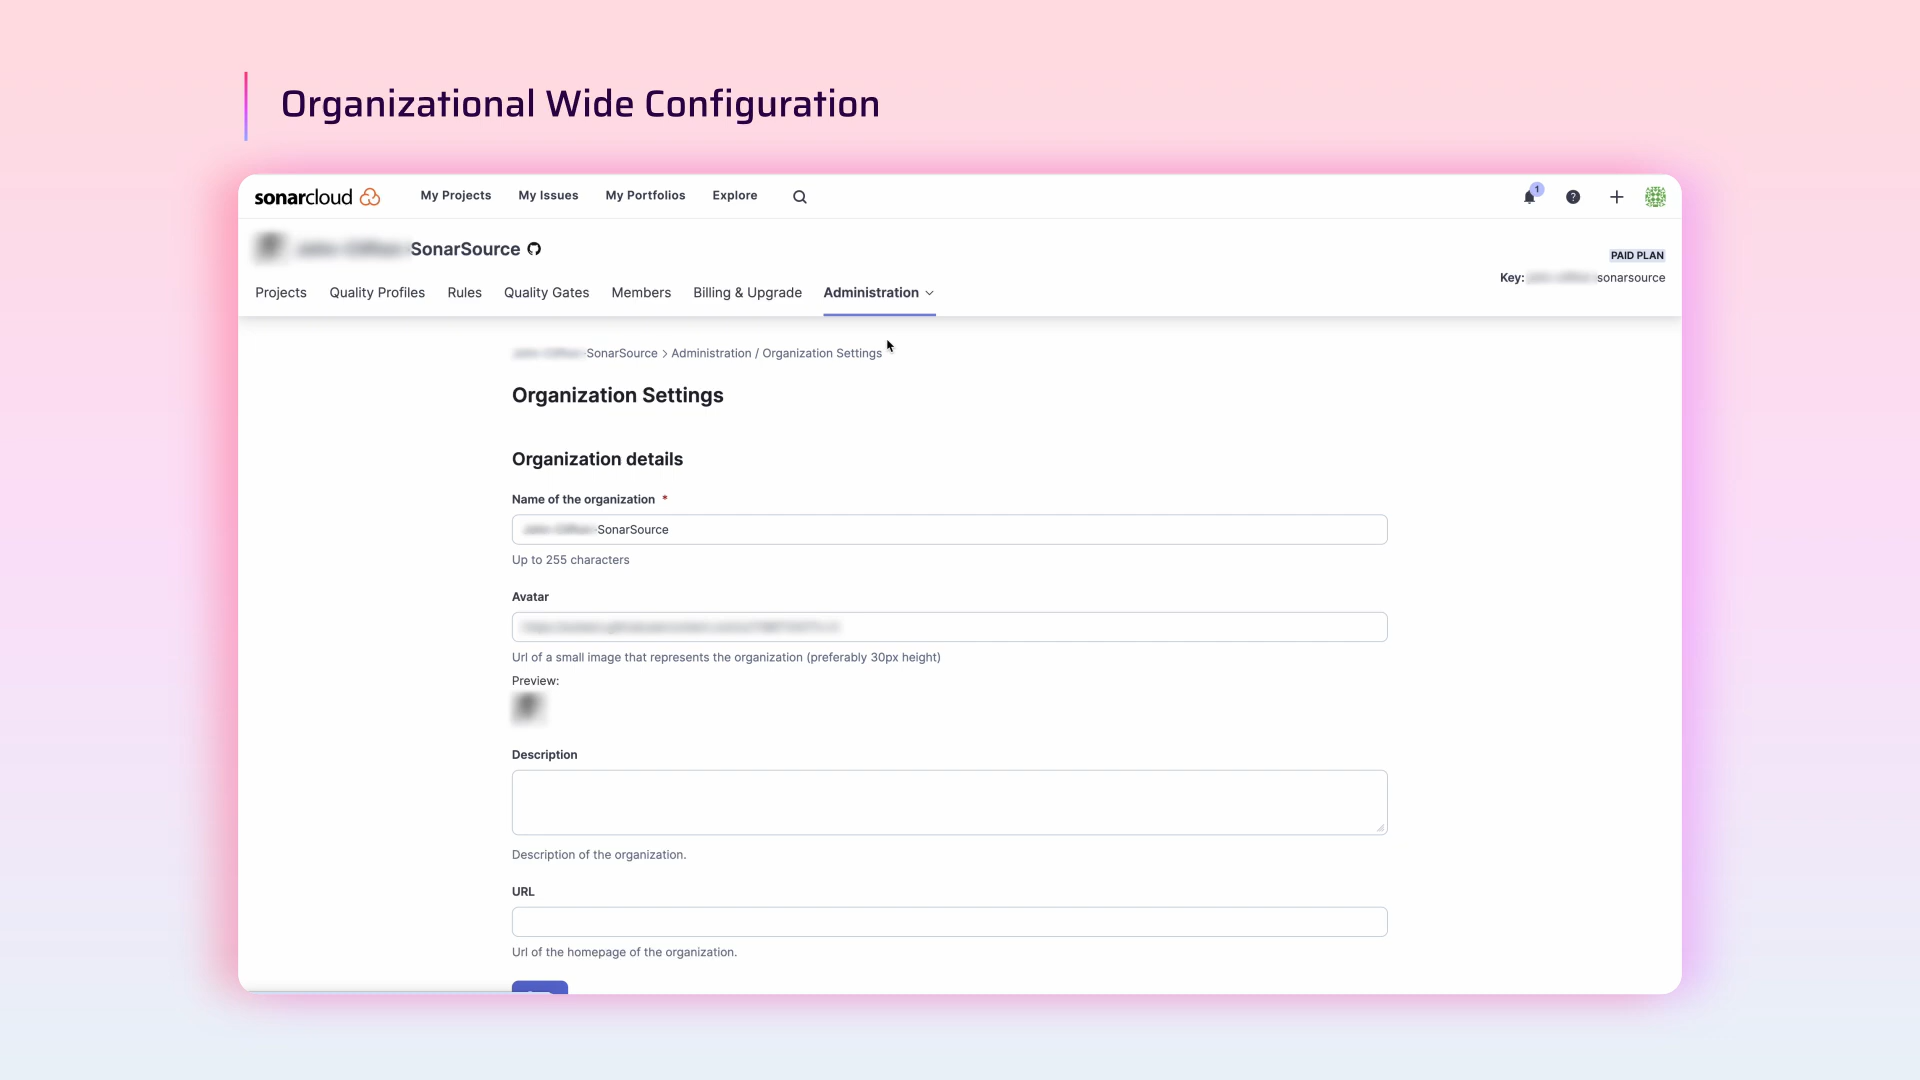 Organizational Wide Configuration
sonarcloud My Projects My Issues My Portfolios Explore 1 ?
SonarSource
PAID PLAN
Key: sonarsource
Projects Quality Profiles Rules Quality Gates Members Billing & Upgrade Administration
SonarSource > Administration / Organization Settings
Organization Settings
Organization details
Name of the organization *
SonarSource
Up to 255 characters
Avatar
Url of a small image that represents the organization (preferably 30px height)
Preview:
Description
Description of the organization.
URL
Url of the homepage of the organization.